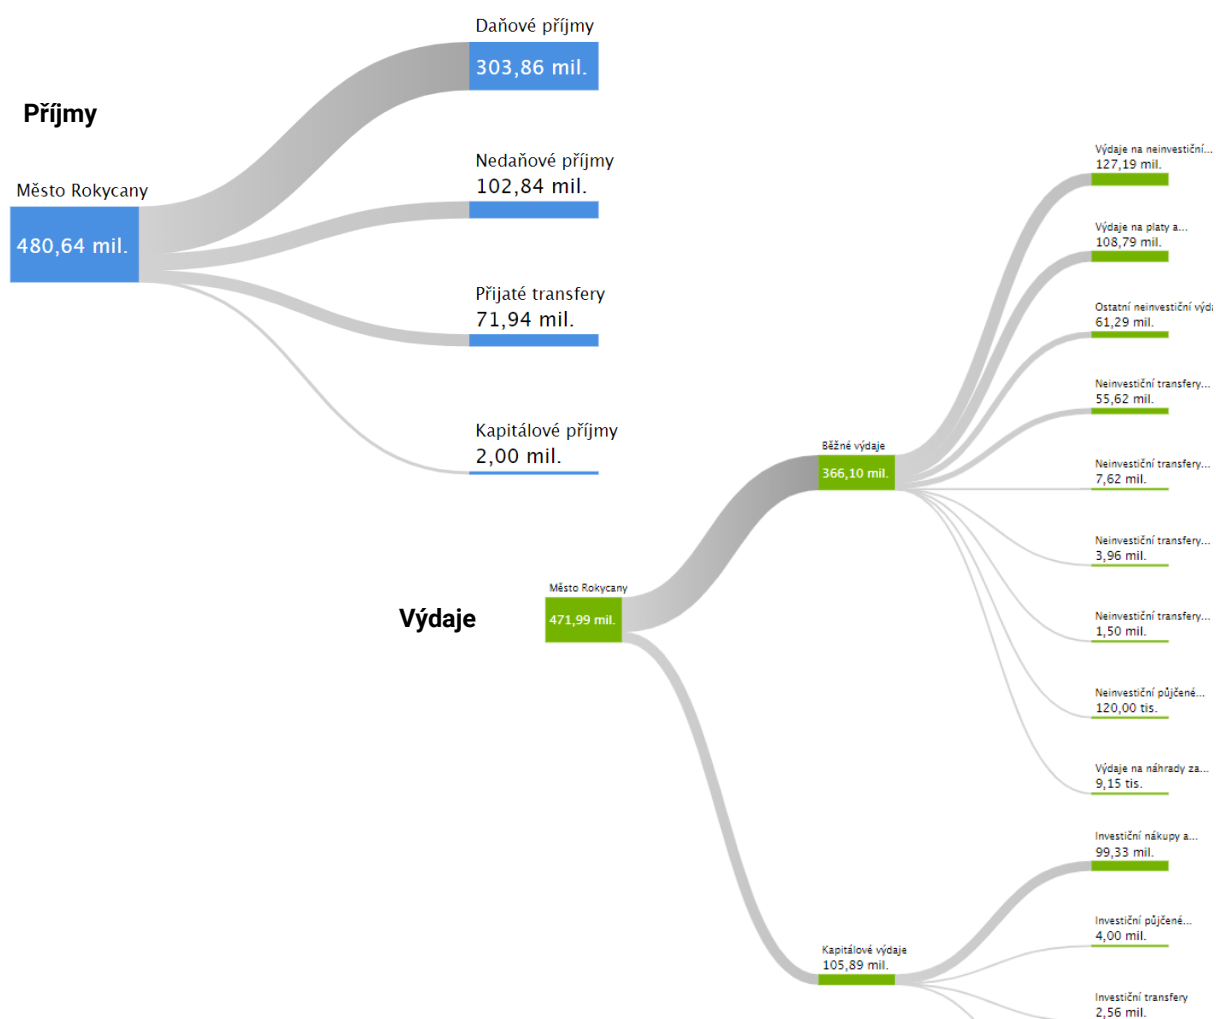 Příjmy
Město Rokycany
480,64 mil.
Daňové příjmy
303,86 mil.
Nedaňové příjmy
102,84 mil.
Přijaté transfery
71,94 mil.
Kapitálové příjmy
2,00 mil.
Výdaje
Město Rokycany
471,99 mil.
Běžné výdaje
366,10 mil.
Výdaje na neinvestiční...
127,19 mil.
Výdaje na platy a...
108,79 mil.
Ostatní neinvestiční výd
61,29 mil.
Neinvestiční transfery...
55,62 mil.
Neinvestiční transfery...
7,62 mil.
Neinvestiční transfery...
3,96 mil.
Neinvestiční transfery...
1,50 mil.
Neinvestiční půjčené...
120,00 tis.
Výdaje na náhrady za...
9,15 tis.
Kapitálové výdaje
105,89 mil.
Investiční nákupy a...
99,33 mil.
Investiční půjčené...
4,00 mil.
Investiční transfery
2,56 mil.